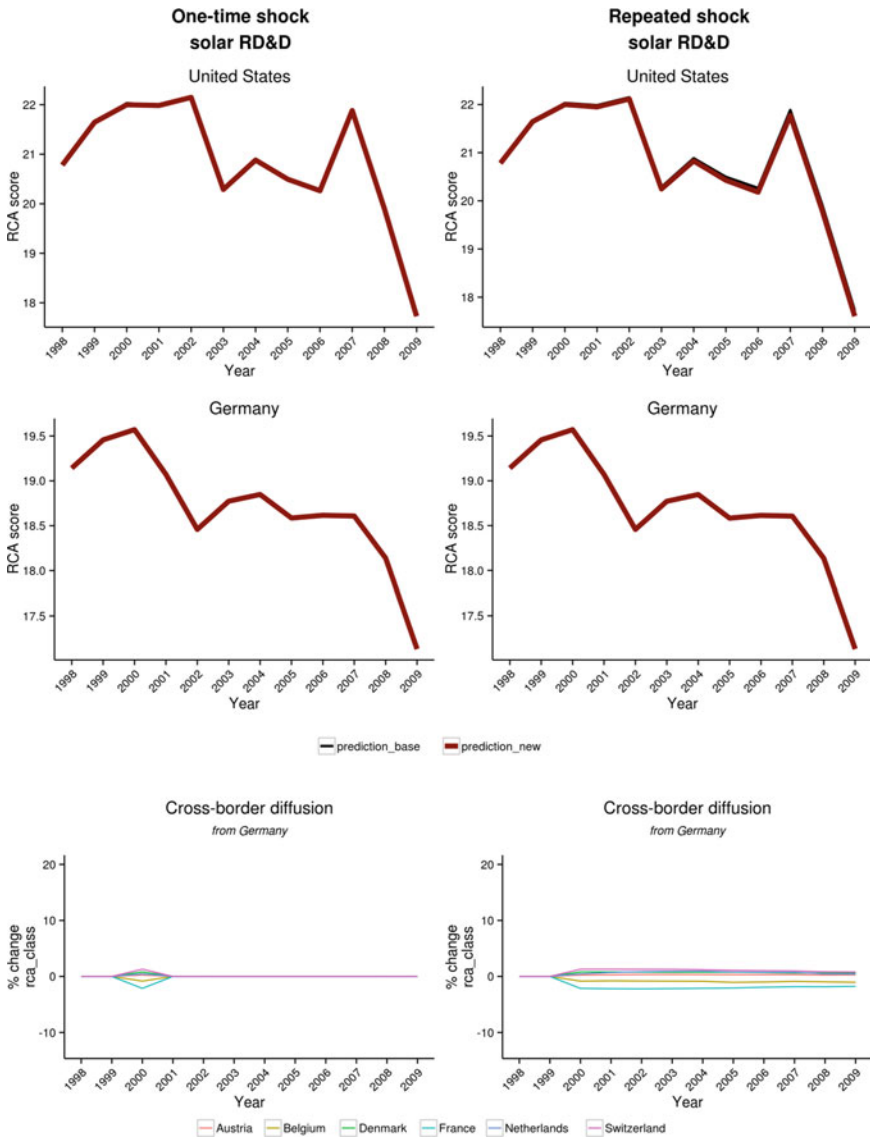 One-time shock
solar RD&D
Repeated shock
solar RD&D
United States
22
21
20
19
18
RCA score
1998
1999
2000
2001
2002
2003
2004
2005
2006
2007
2008
2009
Year
United States
22
21
20
19
18
RCA score
1998
1999
2000
2001
2002
2003
2004
2005
2006
2007
2008
2009
Year
Germany
19.5
19.0
18.5
18.0
17.5
RCA score
1998
1999
2000
2001
2002
2003
2004
2005
2006
2007
2008
2009
Year
Germany
19.5
19.0
18.5
18.0
17.5
RCA score
1998
1999
2000
2001
2002
2003
2004
2005
2006
2007
2008
2009
Year
prediction_base prediction_new
Cross-border diffusion
from Germany
20
10
0
-10
% change
rca_class
1998 1999 2000 2001 2002 2003 2004 2005 2006 2007 2008 2009
Year
Cross-border diffusion
from Germany
20
10
0
-10
% change
rca_class
1998 1999 2000 2001 2002 2003 2004 2005 2006 2007 2008 2009
Year
Austria Belgium Denmark France Netherlands Switzerland